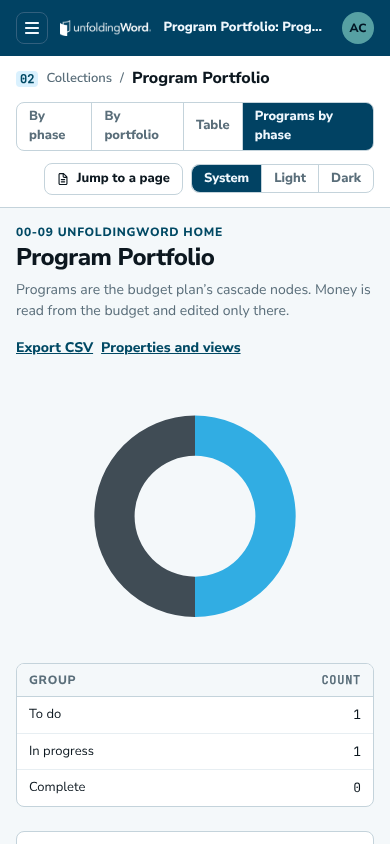 unfoldingWord.
Program Portfolio: Prog...
AC
02 Collections / Program Portfolio
By phase
By portfolio
Table
Programs by phase
Jump to a page
System
Light
Dark
00-09 UNFOLDINGWORD HOME
Program Portfolio
Programs are the budget plan's cascade nodes. Money is
read from the budget and edited only there.
Export CSV Properties and views
GROUP COUNT
To do 1
In progress 1
Complete 0